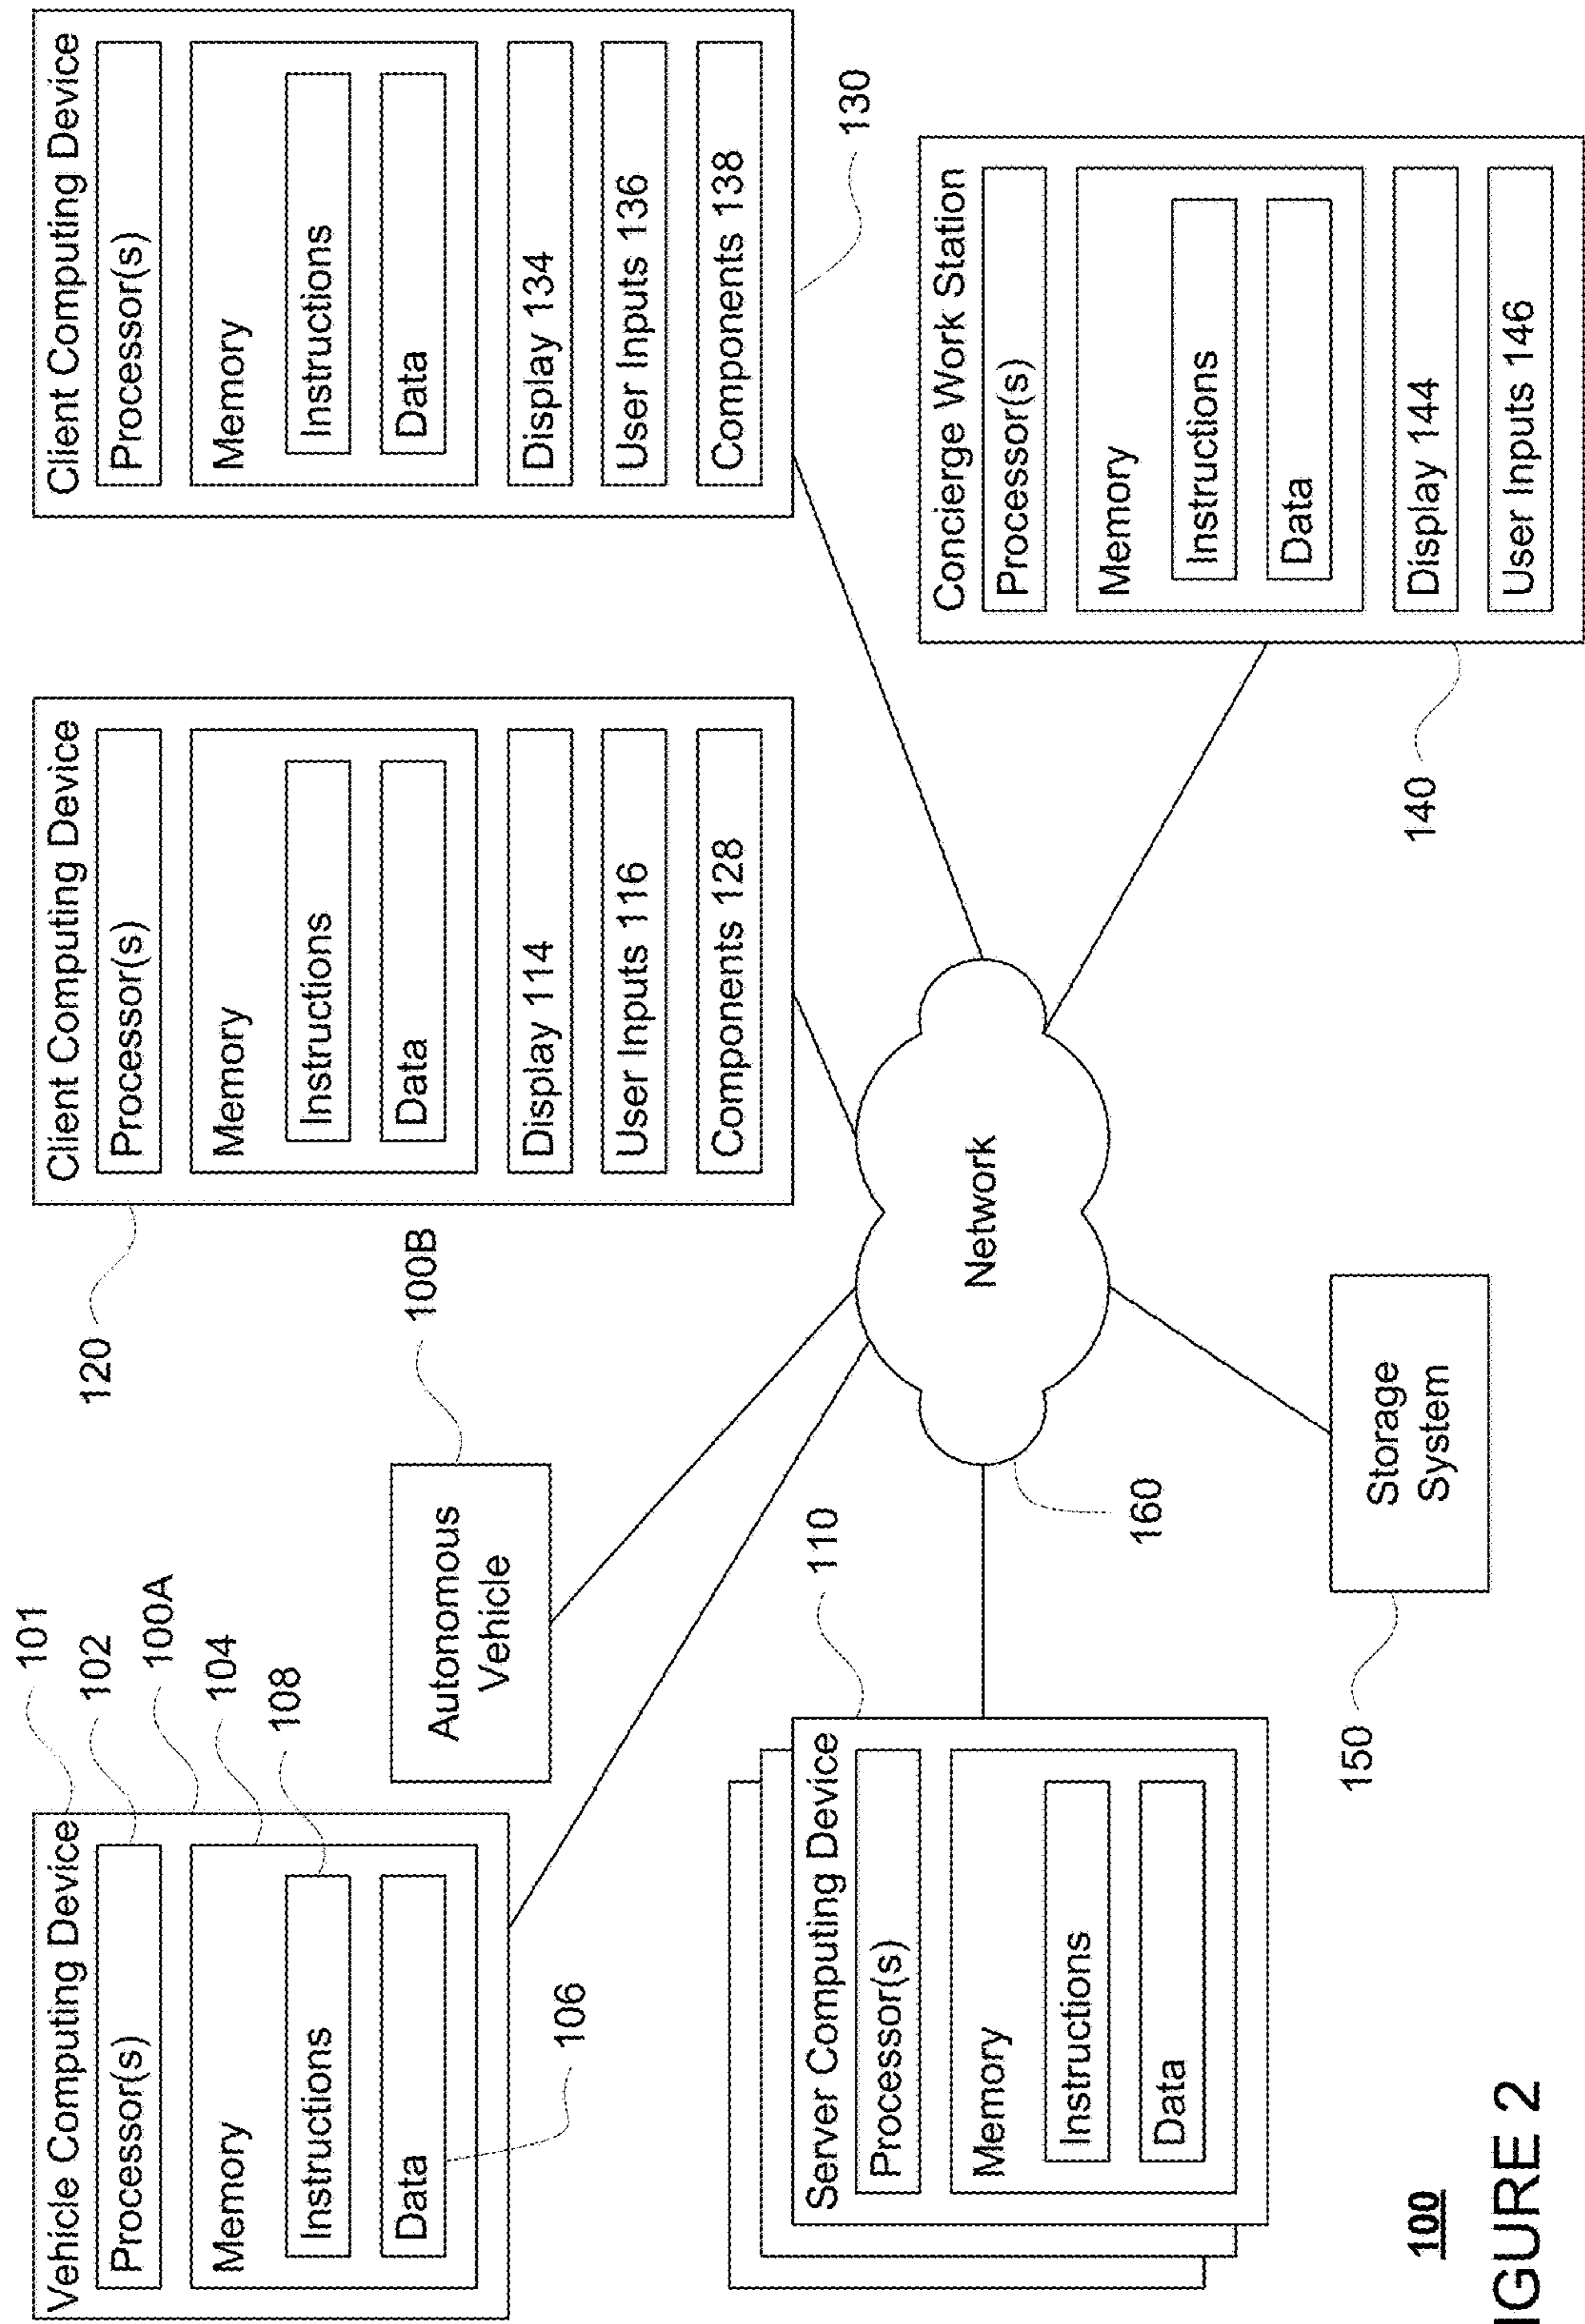 Vehicle Computing Device
Processor(s)
Memory
Instructions
Data
101
102
100A
104
108
106
Autonomous
Vehicle
100B
Client Computing Device
Processor(s)
Memory
Instructions
Data
Display 114
User Inputs 116
Components 128
120
Client Computing Device
Processor(s)
Memory
Instructions
Data
Display 134
User Inputs 136
Components 138
130
Server Computing Device
Processor(s)
Memory
Instructions
Data
110
Network
160
Storage
System
150
Concierge Work Station
Processor(s)
Memory
Instructions
Data
Display 144
User Inputs 146
140
100
IGURE 2